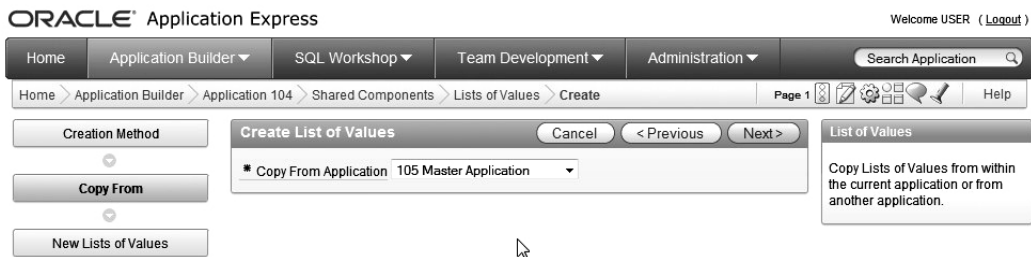 ORACLE® Application Express
Welcome USER ( Logout )
Home Application Builder SQL Workshop Team Development Administration Search Application
Home Application Builder Application 104 Shared Components Lists of Values Create Page 1 Help
Creation Method
Copy From
New Lists of Values
Create List of Values Cancel < Previous Next >
* Copy From Application 105 Master Application
List of Values
Copy Lists of Values from within
the current application or from
another application.